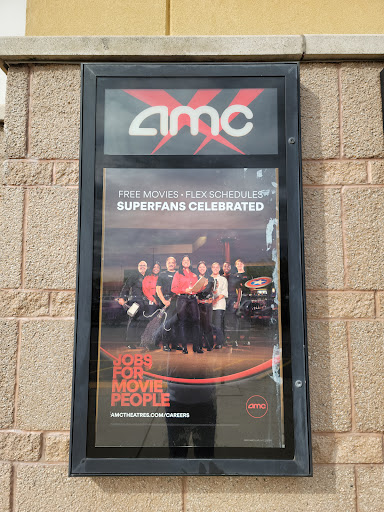 amc
FREE MOVIES • FLEX SCHEDULES
SUPERFANS CELEBRATED
JOBS
FOR
MOVIE
PEOPLE
AMCTHEATRES.COM/CAREERS
amc